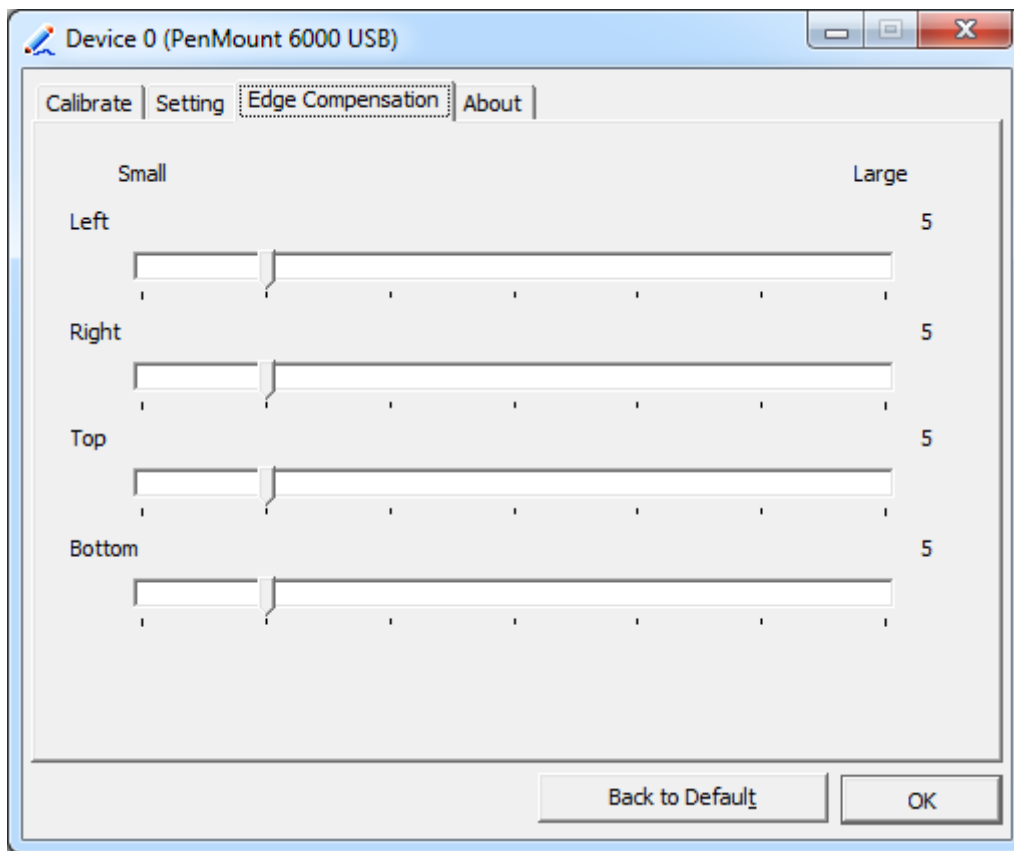 Device 0 (PenMount 6000 USB)
Calibrate Setting Edge Compensation About
Small Large
Left 5
Right 5
Top 5
Bottom 5
Back to Default OK